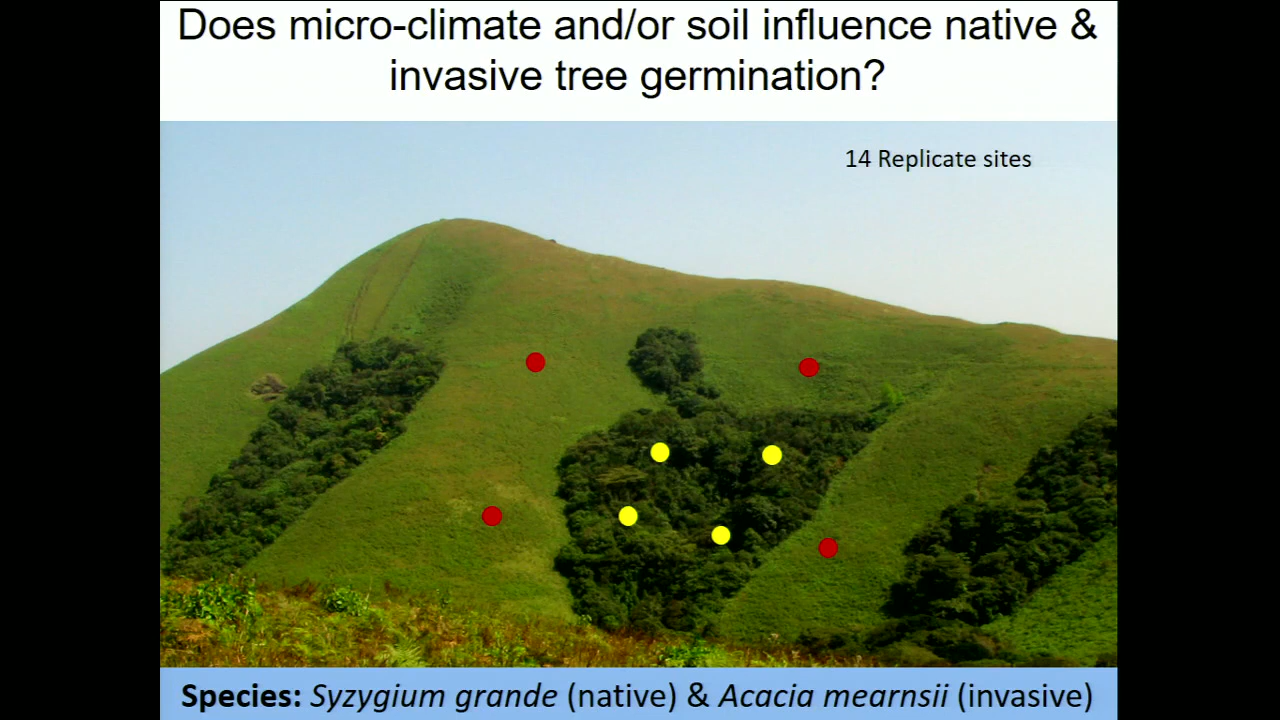 Does micro-climate and/or soil influence native &
invasive tree germination?
14 Replicate sites
Species: Syzygium grande (native) & Acacia mearnsii (invasive)